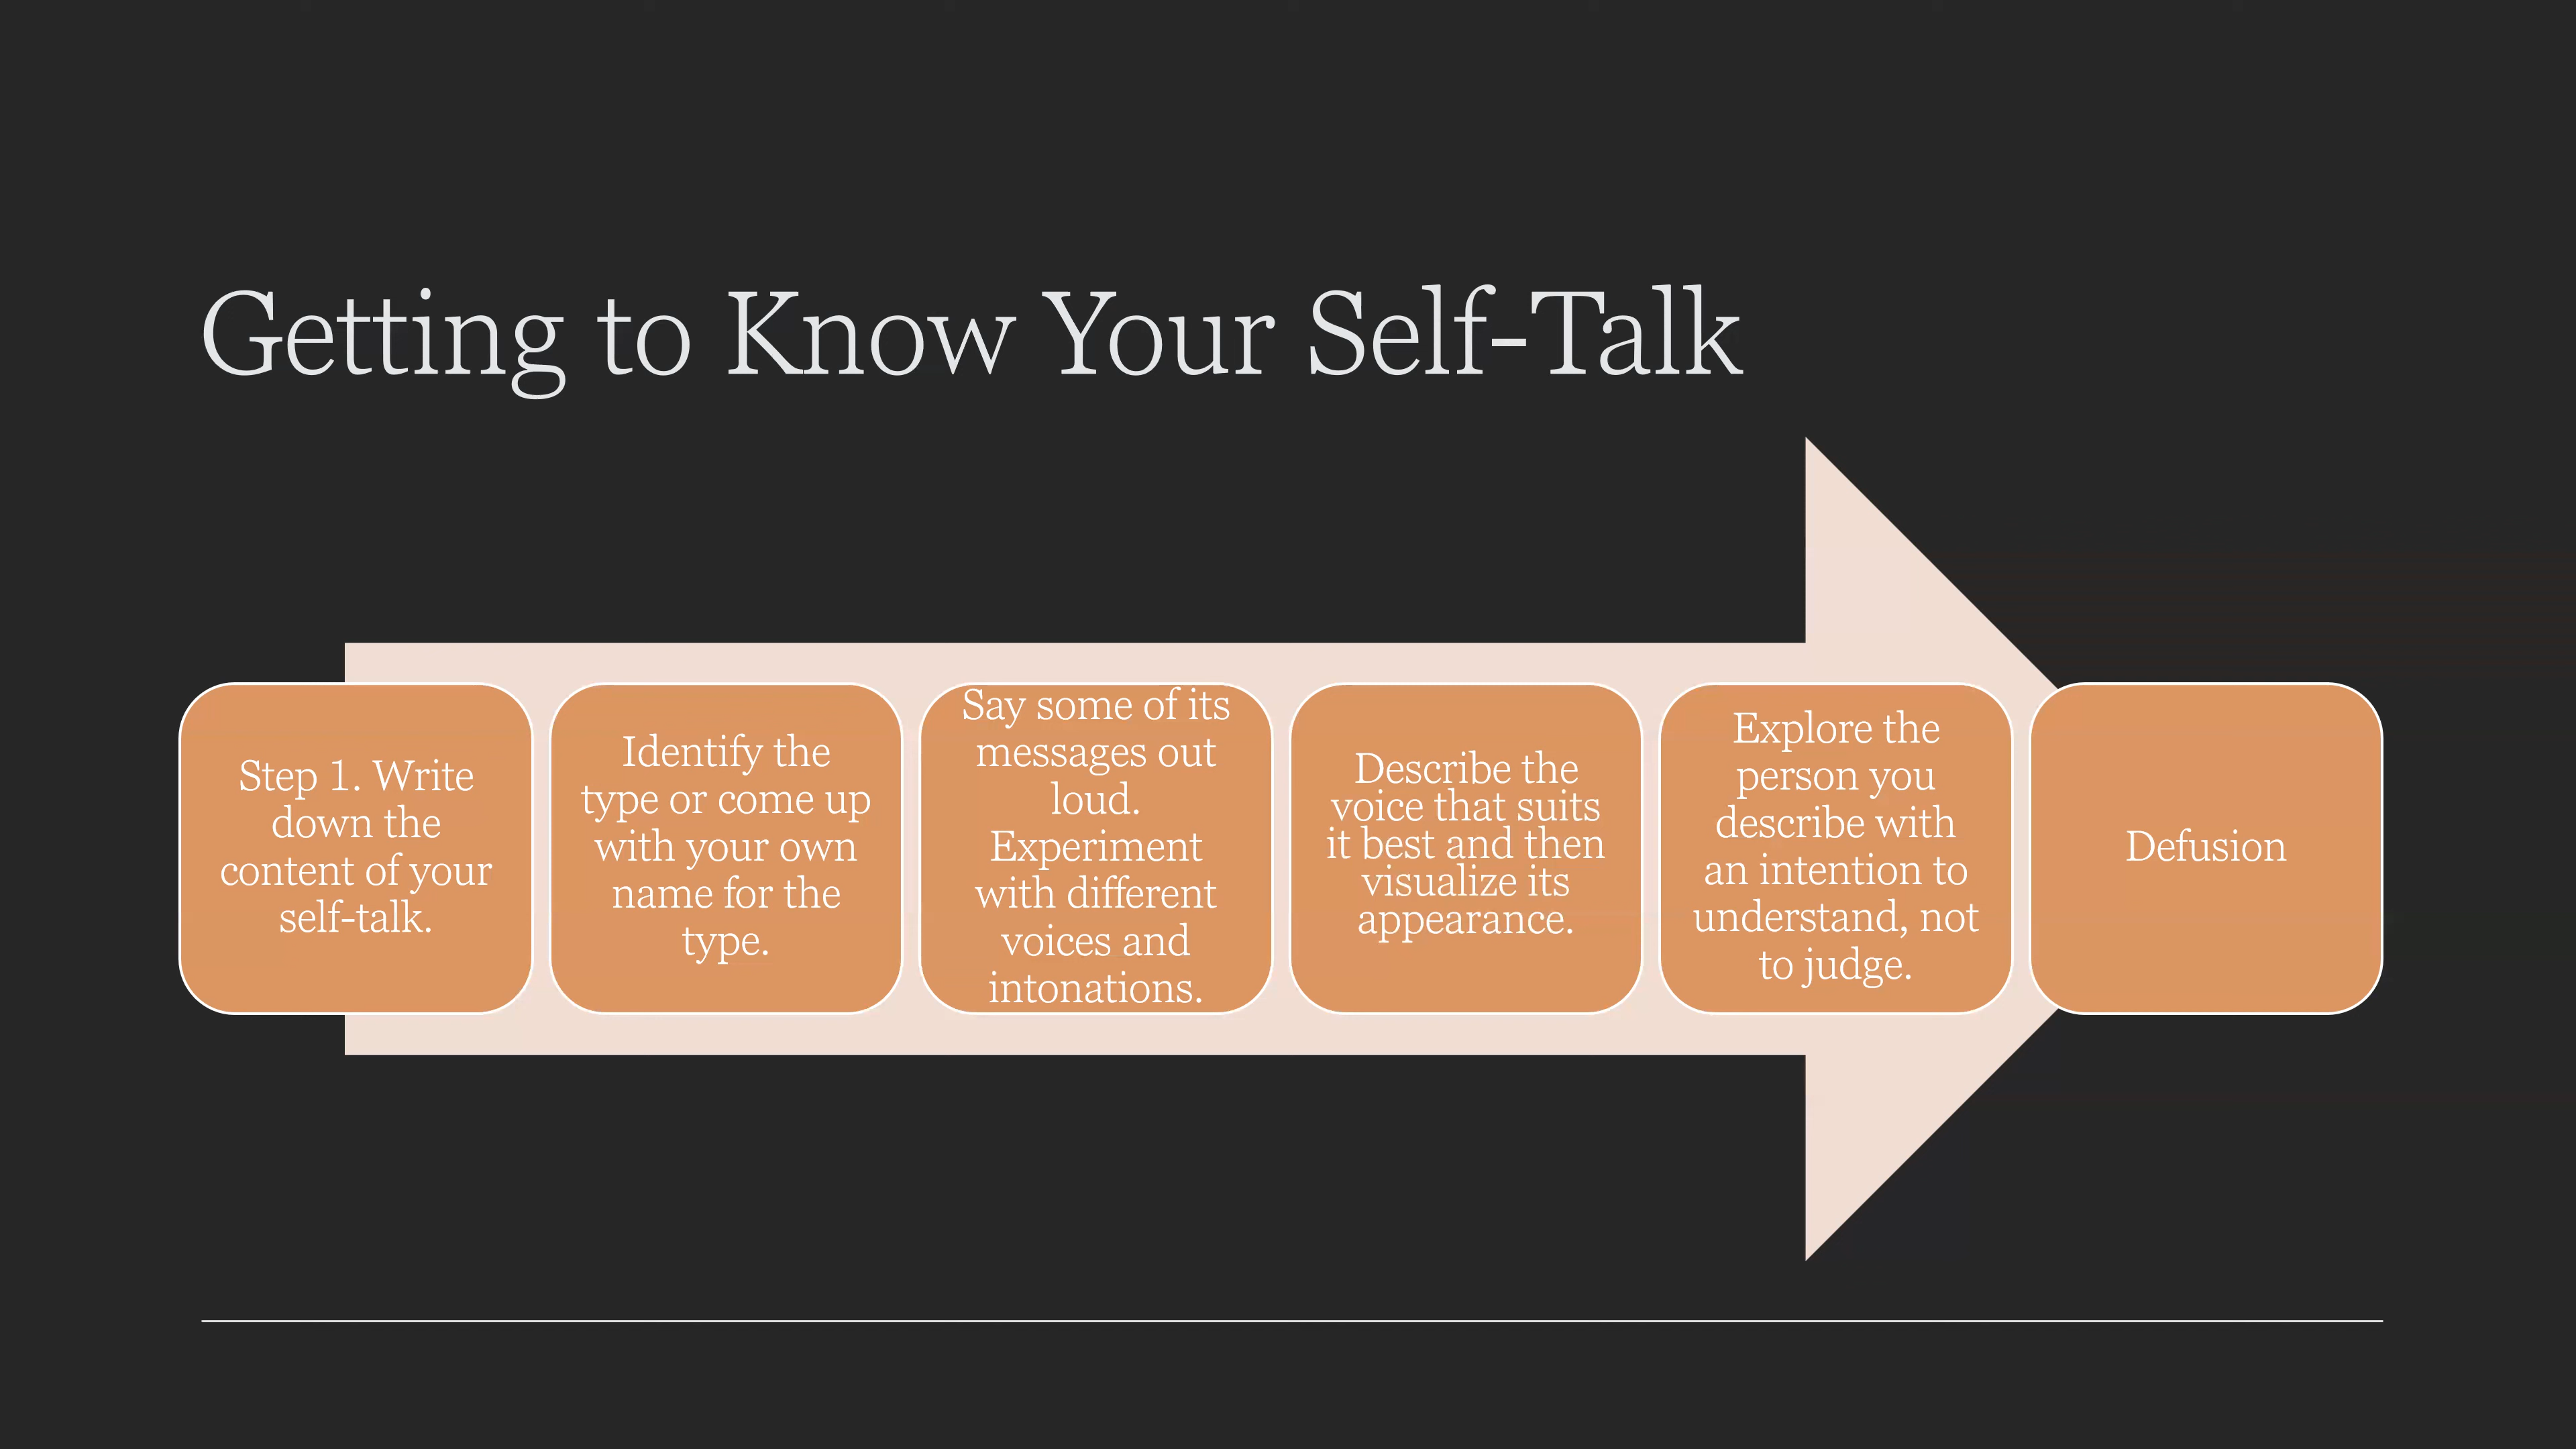 Getting to Know Your Self-Talk
Step 1. Write
down the
content of your
self-talk.
Identify the
type or come up
with your own
name for the
type.
Say some of its
messages out
loud.
Experiment
with different
voices and
intonations.
Describe the
voice that suits
it best and then
visualize its
appearance.
Explore the
person you
describe with
an intention to
understand, not
to judge.
Defusion